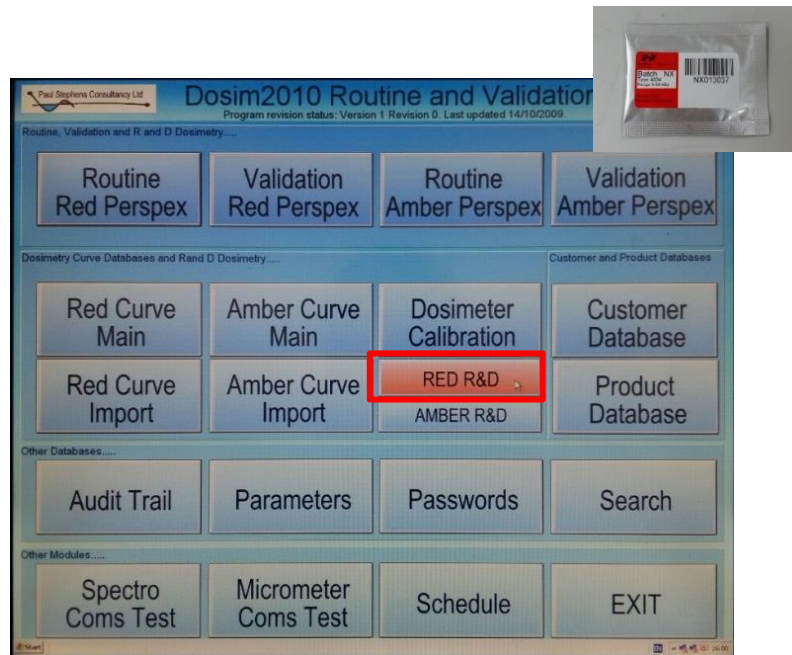 Paul Stephens Consultancy Ltd
Dosim2010 Routine and Validation
Program revision status: Version 1 Revision 0. Last updated 14/10/2009.
Batch NX
NX013037
Routine, Validation and R and D Dosimetry.....
Routine
Red Perspex
Validation
Red Perspex
Routine
Amber Perspex
Validation
Amber Perspex
Dosimetry Curve Databases and Rand D Dosimetry.....
Customer and Product Databases
Red Curve
Main
Amber Curve
Main
Dosimeter
Calibration
Customer
Database
Red Curve
Import
Amber Curve
Import
RED R&D
AMBER R&D
Product
Database
Other Databases.....
Audit Trail
Parameters
Passwords
Search
Other Modules.....
Spectro
Coms Test
Micrometer
Coms Test
Schedule
EXIT
Start
EN
16:00